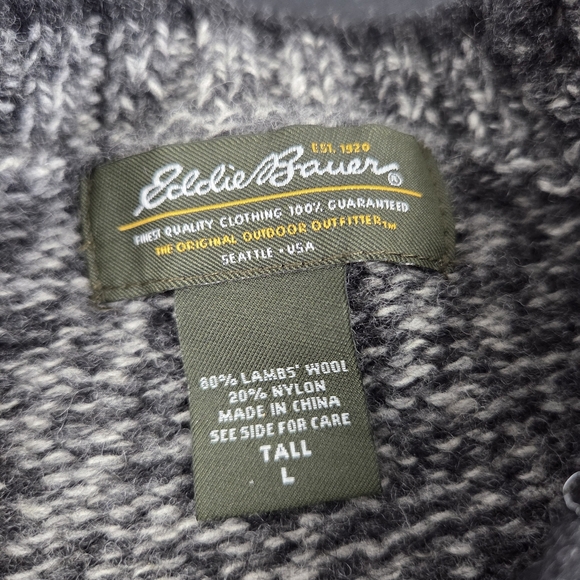 EST. 1920
Eddie Bauer®
FINEST QUALITY CLOTHING 100% GUARANTEED
THE ORIGINAL OUTDOOR OUTFITTER™
SEATTLE • USA
80% LAMBS' WOOL
20% NYLON
MADE IN CHINA
SEE SIDE FOR CARE
TALL
L